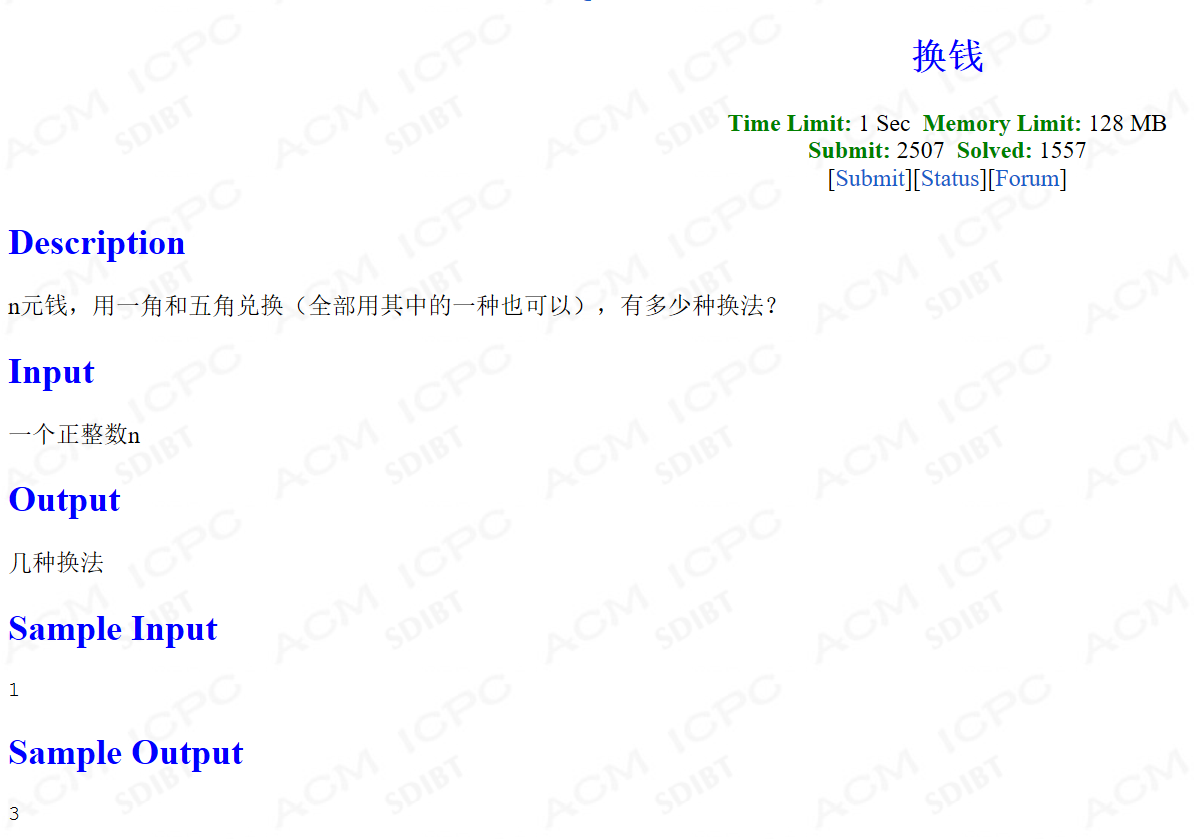 换钱
Time Limit: 1 Sec Memory Limit: 128 MB
Submit: 2507 Solved: 1557
[Submit][Status][Forum]
Description
n元钱，用一角和五角兑换（全部用其中的一种也可以），有多少种换法？
Input
一个正整数n
Output
几种换法
Sample Input
1
Sample Output
3
ACM ICPC
SDIBT